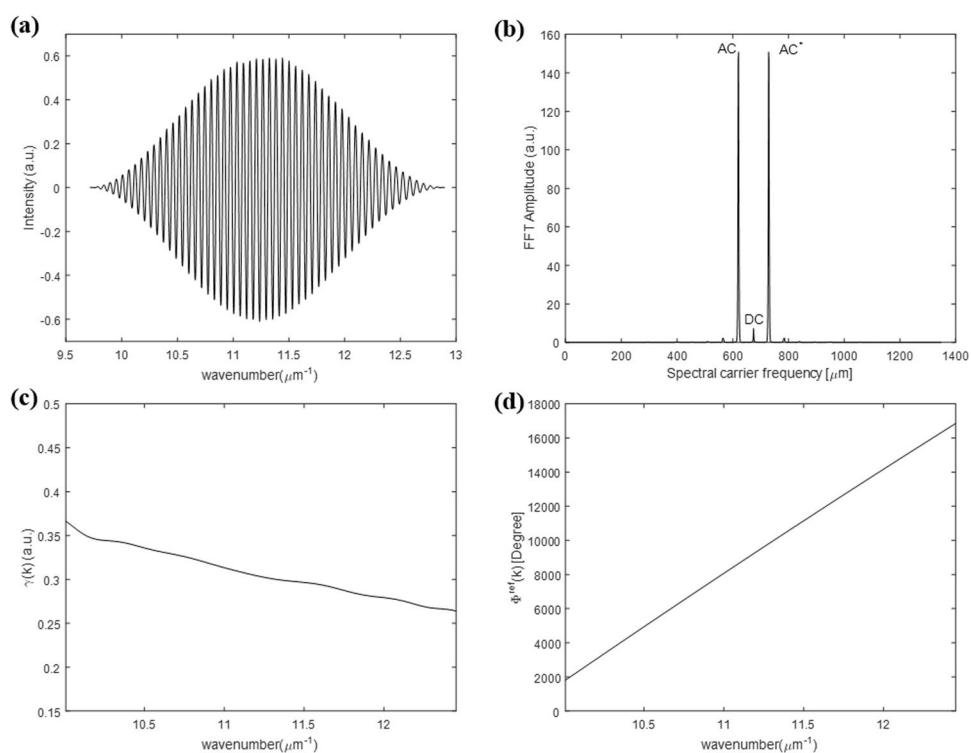 (a)
0.6
0.4
0.2
0
-0.2
-0.4
-0.6
Intensity (a.u.)
9.5 10 10.5 11 11.5 12 12.5 13
wavenumber(μm⁻¹)
(b)
160
140
120
100
80
60
40
20
0
FFT Amplitude (a.u.)
AC AC*
DC
0 200 400 600 800 1000 1200 1400
Spectral carrier frequency [μm]
(c)
0.5
0.45
0.4
0.35
0.3
0.25
0.2
0.15
γ(k) (a.u.)
10.5 11 11.5 12
wavenumber(μm⁻¹)
(d)
18000
16000
14000
12000
10000
8000
6000
4000
2000
0
Φʳᵉᶠ(k) [Degree]
10.5 11 11.5 12
wavenumber(μm⁻¹)